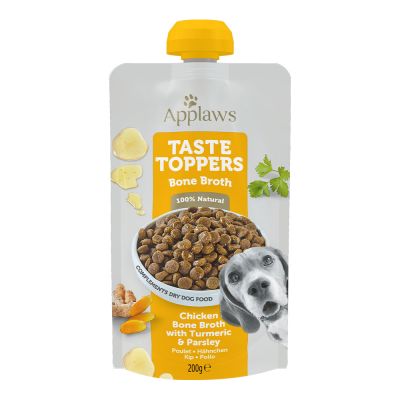 Applaws
TASTE
TOPPERS
Bone Broth
100% Natural
COMPLEMENTS DRY DOG FOOD
Chicken
Bone Broth
with Turmeric
& Parsley
Poulet • Hähnchen
Kip • Pollo
200g℮